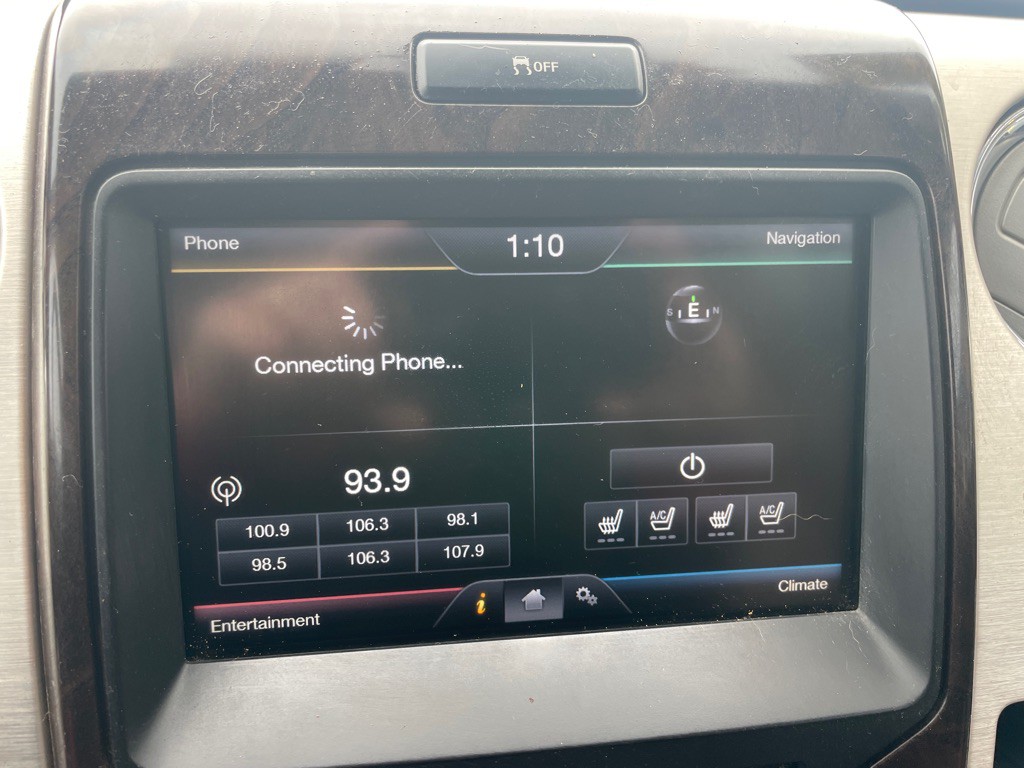 OFF
Phone
1:10
Navigation
S E N
Connecting Phone...
93.9
100.9 106.3 98.1
98.5 106.3 107.9
A/C A/C
i
Climate
Entertainment